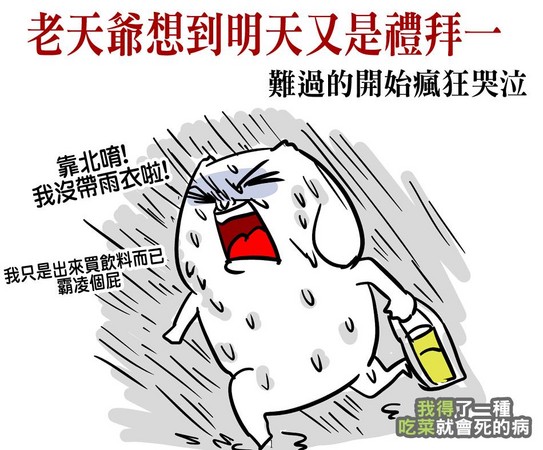 老天爺想到明天又是禮拜一
難過的開始瘋狂哭泣
靠北唷!
我沒帶雨衣啦!
我只是出來買飲料而已
霸凌個屁
我得了一種
吃菜就會死的病